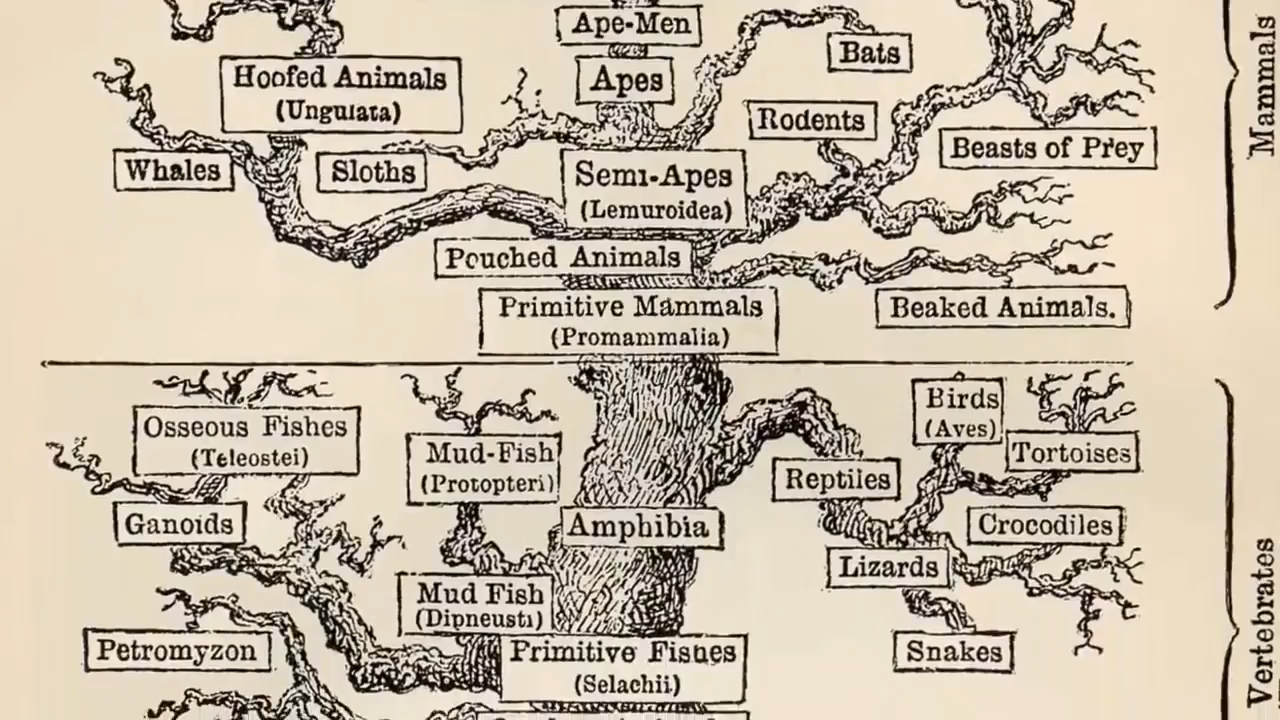 Ape-Men
Apes
Bats
Hoofed Animals
(Ungulata)
Rodents
Beasts of Prey
Whales
Sloths
Semi-Apes
(Lemuroidea)
Pouched Animals
Primitive Mammals
(Promammalia)
Beaked Animals.
Mammals
Birds
(Aves)
Osseous Fishes
(Teleostei)
Mud-Fish
(Protopteri)
Tortoises
Reptiles
Ganoids
Amphibia
Crocodiles
Lizards
Mud Fish
(Dipneusti)
Petromyzon
Primitive Fishes
(Selachii)
Snakes
Vertebrates